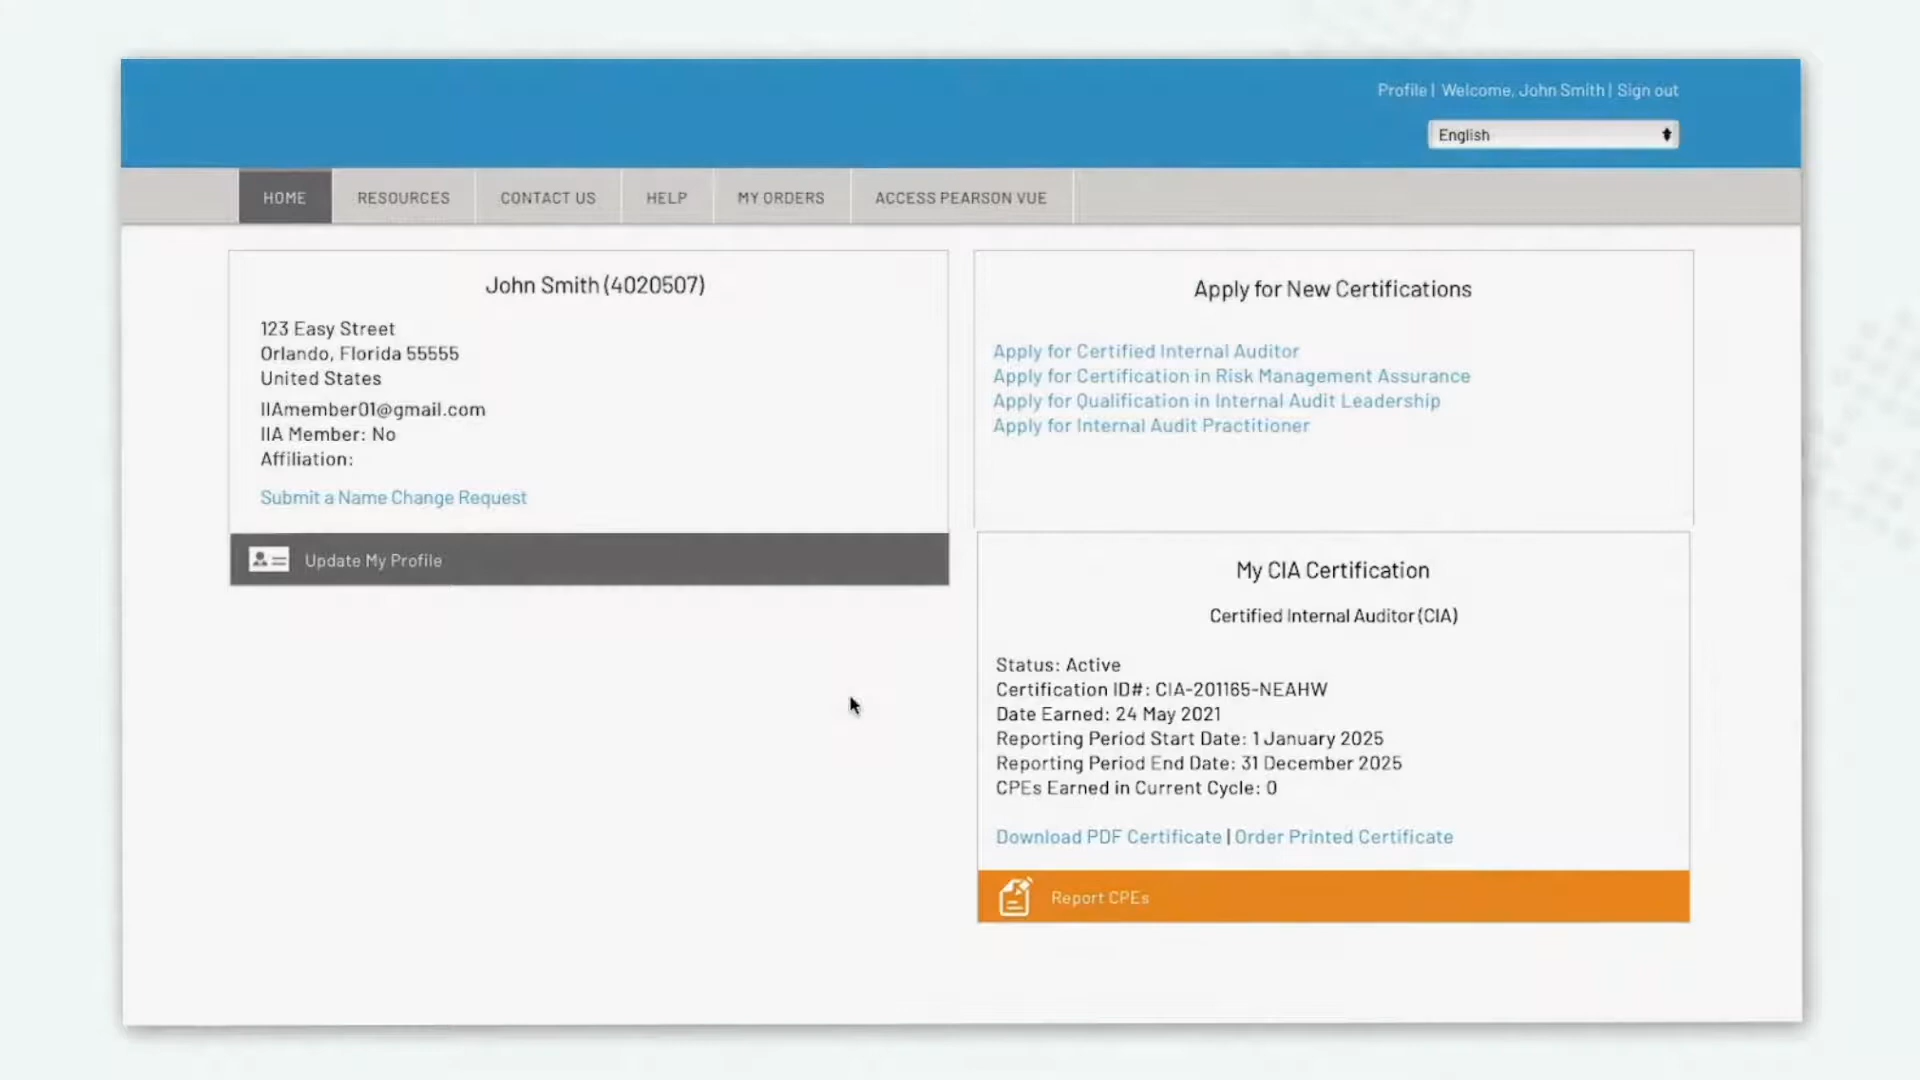 Profile | Welcome, John Smith | Sign out
English
HOME RESOURCES CONTACT US HELP MY ORDERS ACCESS PEARSON VUE
John Smith (4020507)
123 Easy Street
Orlando, Florida 55555
United States
IIAmember01@gmail.com
IIA Member: No
Affiliation:
Submit a Name Change Request
Update My Profile
Apply for New Certifications
Apply for Certified Internal Auditor
Apply for Certification in Risk Management Assurance
Apply for Qualification in Internal Audit Leadership
Apply for Internal Audit Practitioner
My CIA Certification
Certified Internal Auditor (CIA)
Status: Active
Certification ID#: CIA-201165-NEAHW
Date Earned: 24 May 2021
Reporting Period Start Date: 1 January 2025
Reporting Period End Date: 31 December 2025
CPEs Earned in Current Cycle: 0
Download PDF Certificate | Order Printed Certificate
Report CPEs